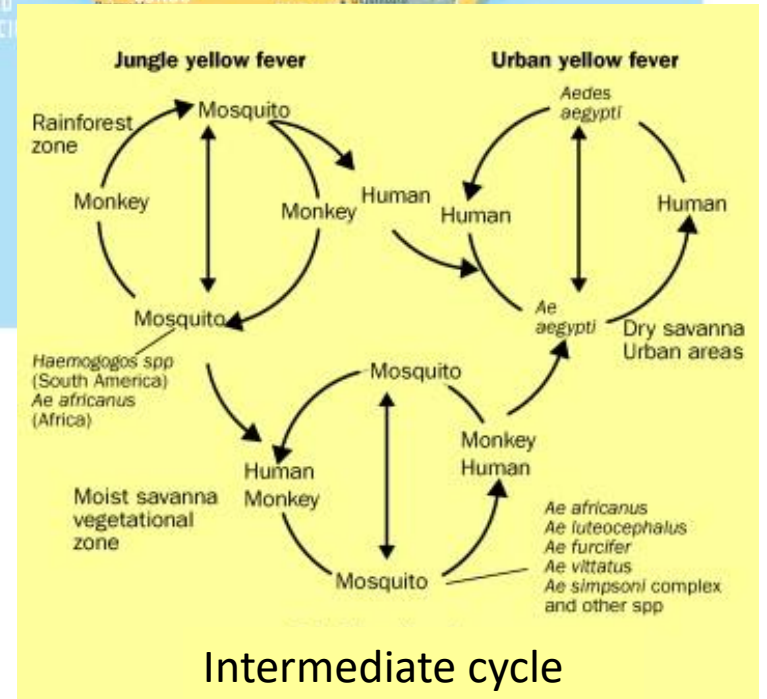 Jungle yellow fever
Urban yellow fever
Rainforest
zone
Mosquito
Monkey
Monkey
Human
Mosquito
Haemogogos spp
(South America)
Ae africanus
(Africa)
Aedes
aegypti
Human
Human
Ae
aegypti
Dry savanna
Urban areas
Mosquito
Human
Monkey
Monkey
Human
Moist savanna
vegetational
zone
Mosquito
Ae africanus
Ae luteocephalus
Ae furcifer
Ae vittatus
Ae simpsoni complex
and other spp
Intermediate cycle